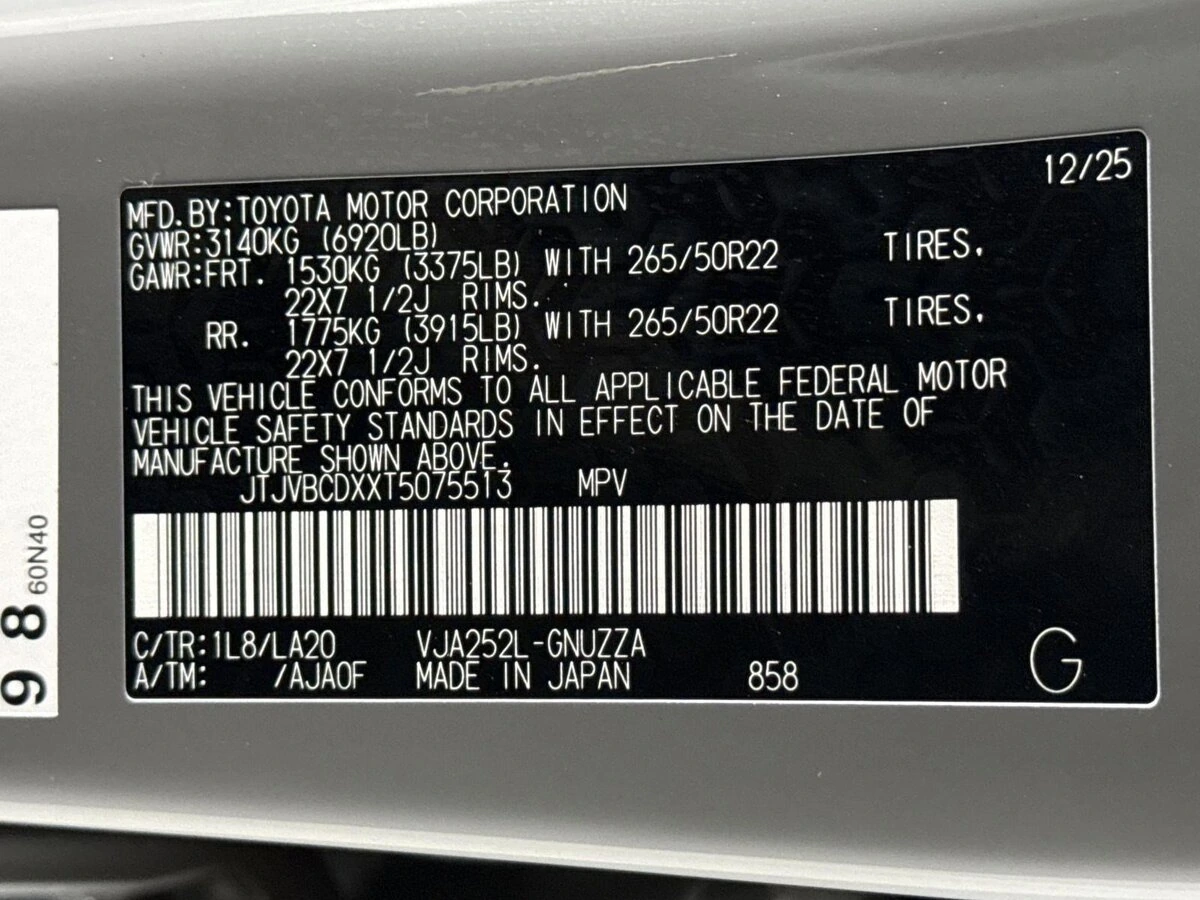 12/25
MFD.BY:TOYOTA MOTOR CORPORATION
GVWR:3140KG (6920LB)
GAWR:FRT. 1530KG (3375LB) WITH 265/50R22 TIRES.
22X7 1/2J RIMS.
RR. 1775KG (3915LB) WITH 265/50R22 TIRES.
22X7 1/2J RIMS.
THIS VEHICLE CONFORMS TO ALL APPLICABLE FEDERAL MOTOR
VEHICLE SAFETY STANDARDS IN EFFECT ON THE DATE OF
MANUFACTURE SHOWN ABOVE.
JTJVBCDXXT5075513 MPV
C/TR:1L8/LA20 VJA252L-GNUZZA
A/TM: /AJA0F MADE IN JAPAN 858
G
98
60N40